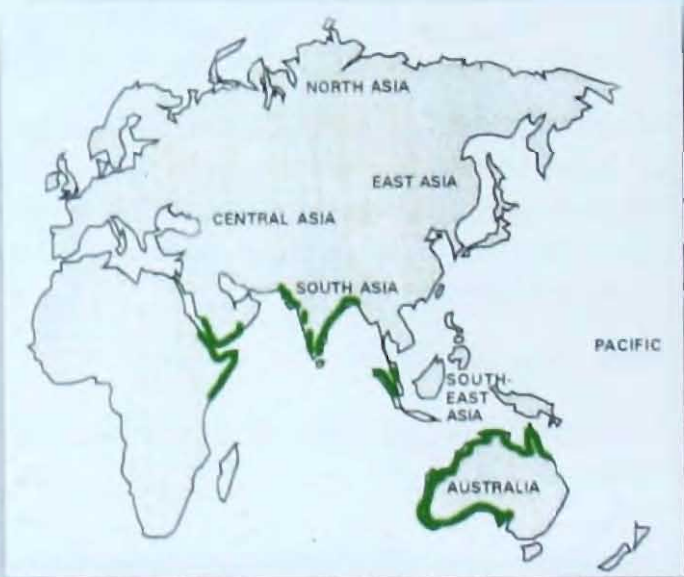 NORTH ASIA
EAST ASIA
CENTRAL ASIA
SOUTH ASIA
PACIFIC
SOUTH-
EAST
ASIA
AUSTRALIA